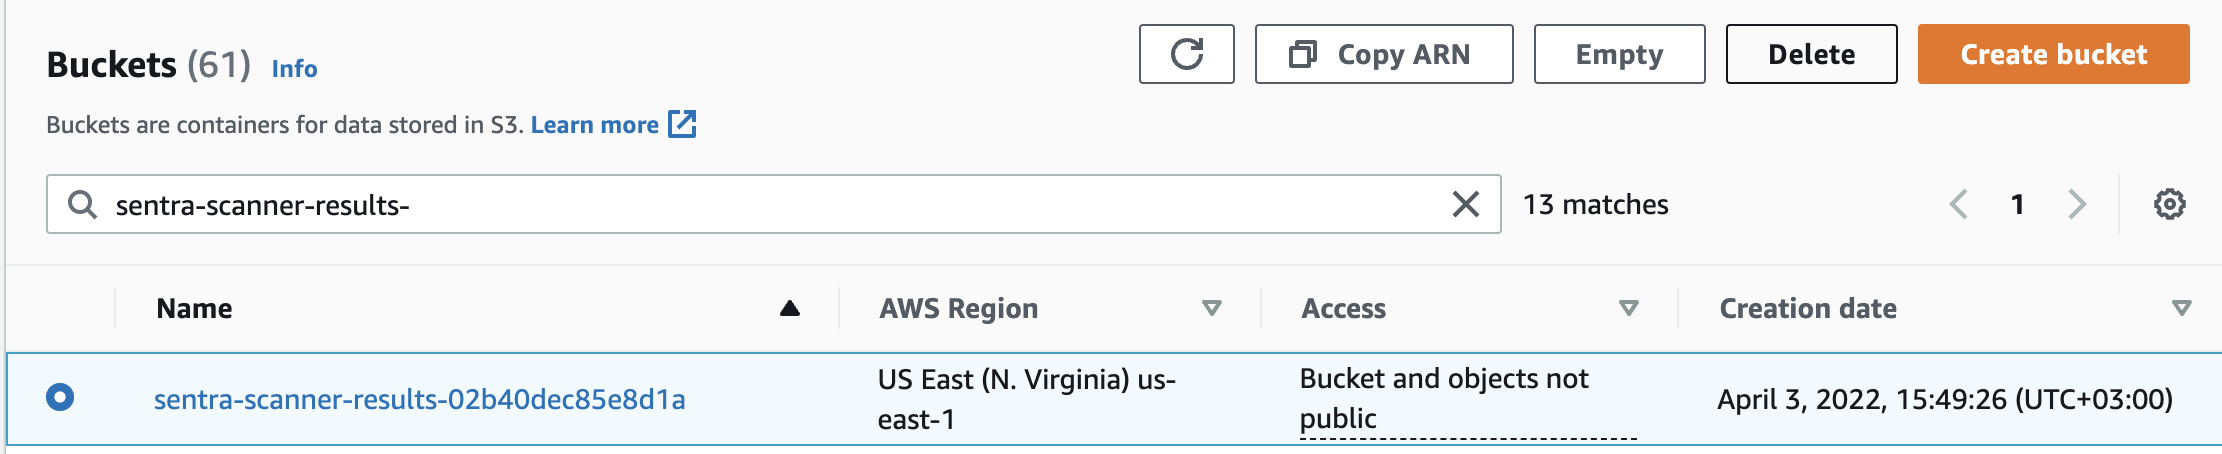 Buckets (61) Info
Copy ARN
Empty
Delete
Create bucket
Buckets are containers for data stored in S3. Learn more
sentra-scanner-results-
13 matches
1
Name
AWS Region
Access
Creation date
sentra-scanner-results-02b40dec85e8d1a
US East (N. Virginia) us-
east-1
Bucket and objects not
public
April 3, 2022, 15:49:26 (UTC+03:00)